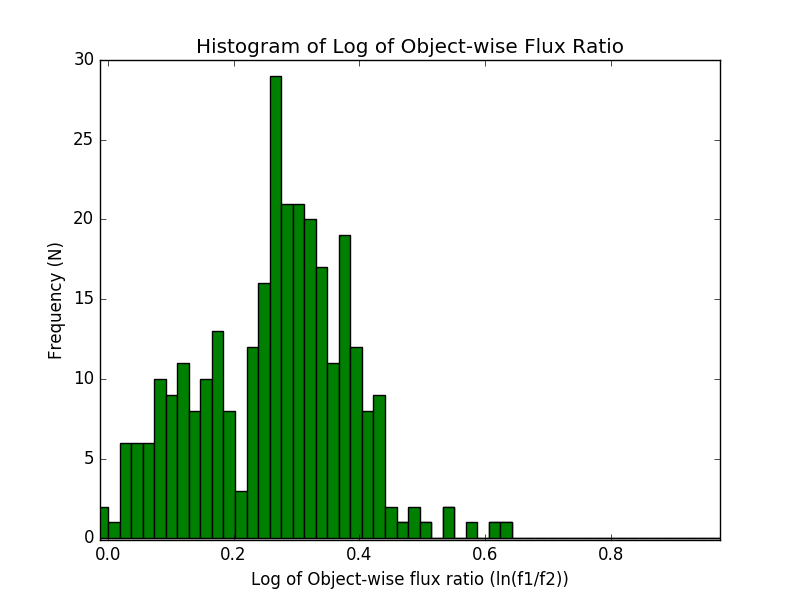 Histogram of Log of Object-wise Flux Ratio
30
25
20
15
10
5
0
Frequency (N)
0.0 0.2 0.4 0.6 0.8
Log of Object-wise flux ratio (ln(f1/f2))